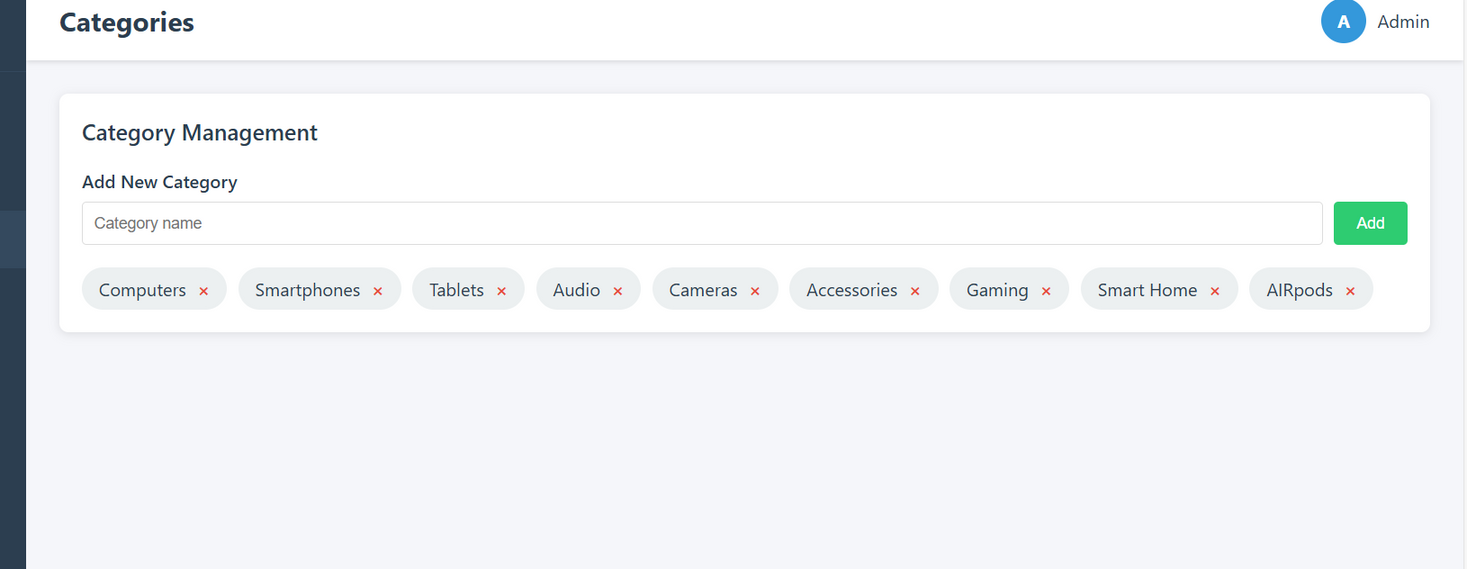 Categories
A Admin
Category Management
Add New Category
Category name Add
Computers × Smartphones × Tablets × Audio × Cameras × Accessories × Gaming × Smart Home × AIRpods ×